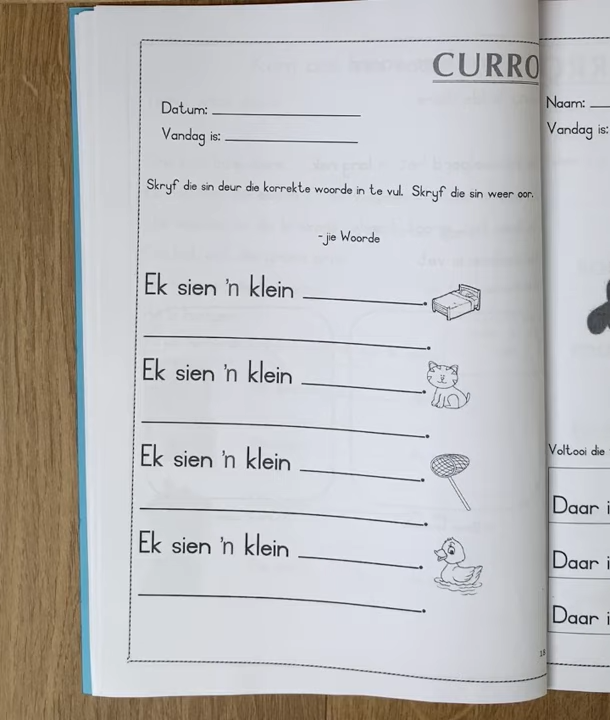 CURRO
Datum:
Vandag is:
Skryf die sin deur die korrekte woorde in te vul. Skryf die sin weer oor.
-jie Woorde
Ek sien 'n klein
Ek sien 'n klein
Ek sien 'n klein
Ek sien 'n klein
Naam:
Vandag is:
Voltooi die
Daar i
Daar i
Daar i